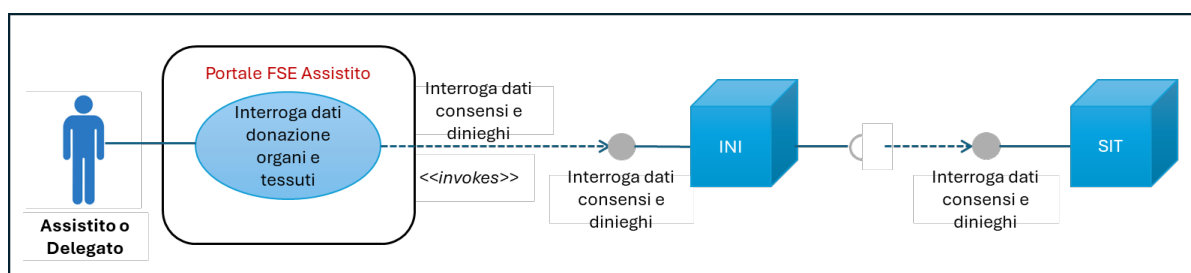 Portale FSE Assistito
Interroga dati
donazione
organi e
tessuti
Assistito o
Delegato
Interroga dati
consensi e
dinieghi
<<invokes>>
Interroga dati
consensi e
dinieghi
INI
Interroga dati
consensi e
dinieghi
SIT